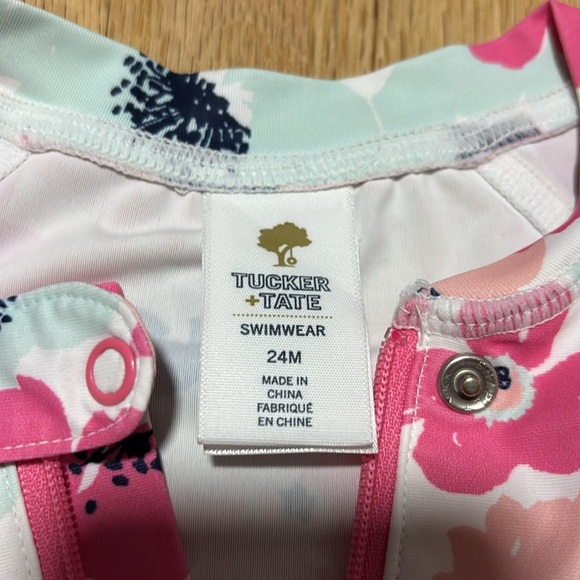 TUCKER
+TATE
SWIMWEAR
24M
MADE IN
CHINA
FABRIQUÉ
EN CHINE